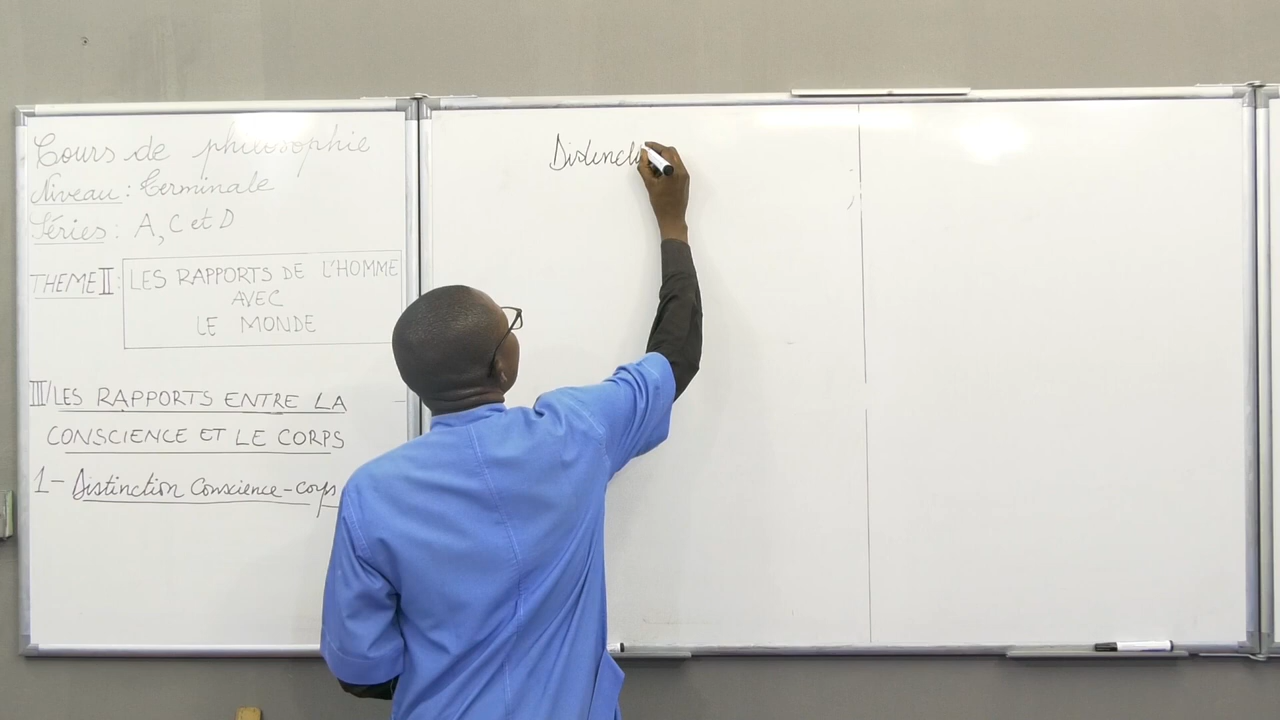 Cours de philosophie
Niveau : Terminale
Séries : A, C et D
THEME II : LES RAPPORTS DE L'HOMME
AVEC
LE MONDE
III/ LES RAPPORTS ENTRE LA
CONSCIENCE ET LE CORPS
1- Distinction Conscience-corps
Distincti